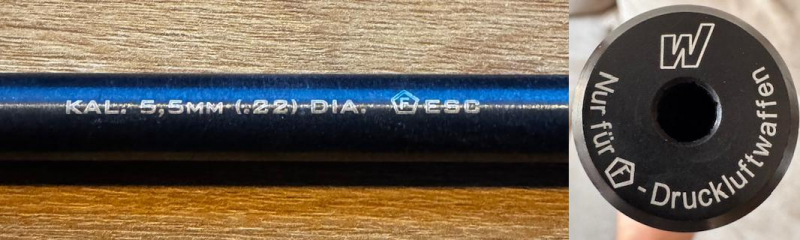 KAL. 5,5MM (.22) DIA. F ESC
W
Nur für F -Druckluftwaffen